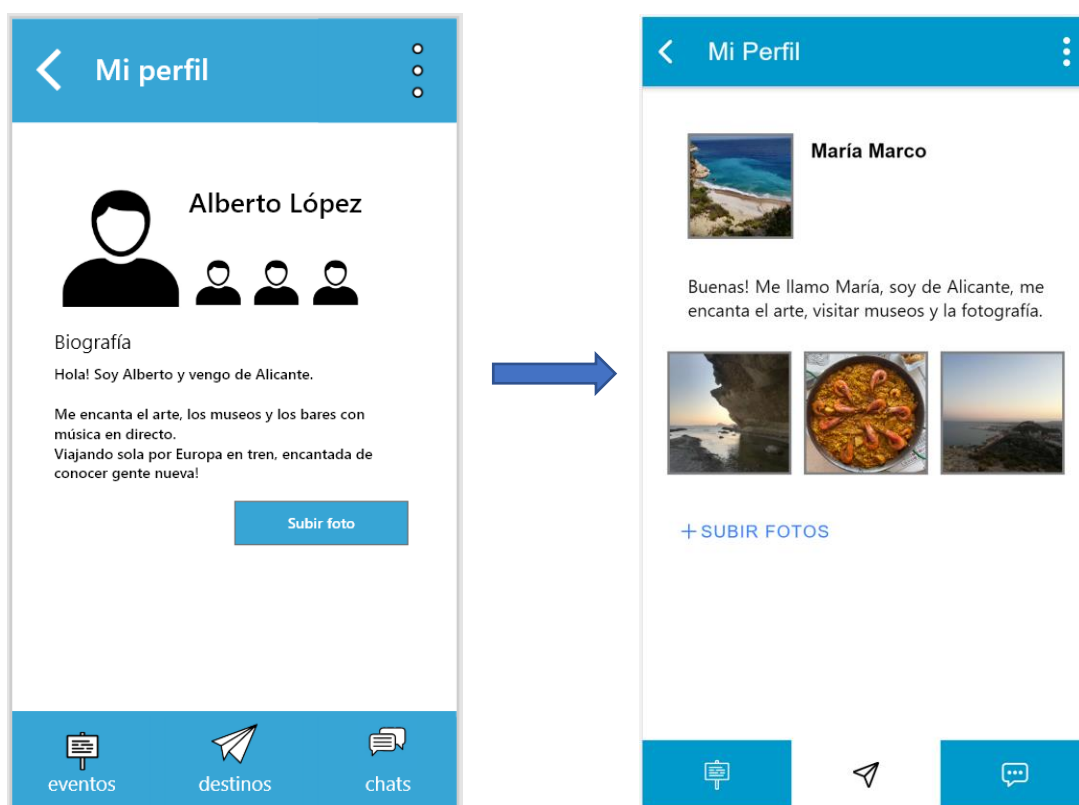 Mi perfil
Alberto López
Biografía
Hola! Soy Alberto y vengo de Alicante.
Me encanta el arte, los museos y los bares con
música en directo.
Viajando sola por Europa en tren, encantada de
conocer gente nueva!
Subir foto
eventos
destinos
chats
Mi Perfil
María Marco
Buenas! Me llamo María, soy de Alicante, me
encanta el arte, visitar museos y la fotografía.
+SUBIR FOTOS